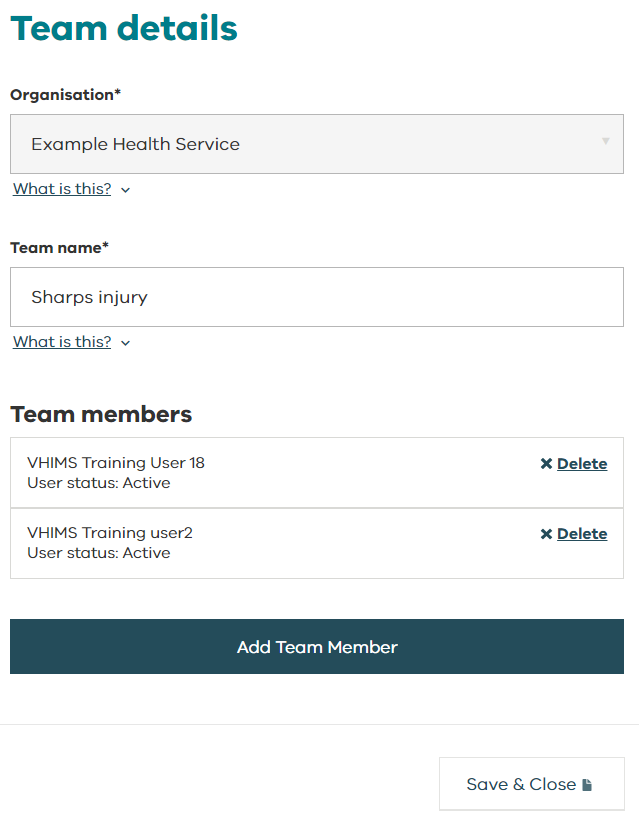 Team details
Organisation*
Example Health Service
What is this?
Team name*
Sharps injury
What is this?
Team members
VHIMS Training User 18
Delete
User status: Active
VHIMS Training user2
Delete
User status: Active
Add Team Member
Save & Close